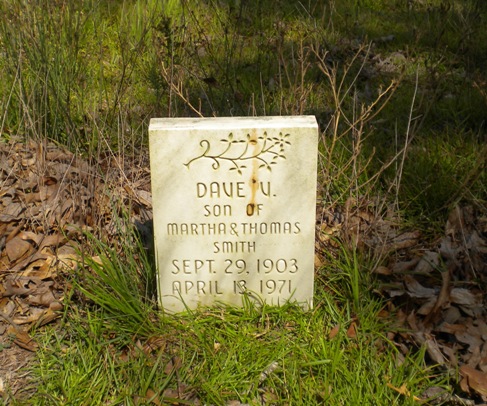 DAVE V.
SON OF
MARTHA & THOMAS
SMITH
SEPT. 29, 1903
APRIL 13, 1971